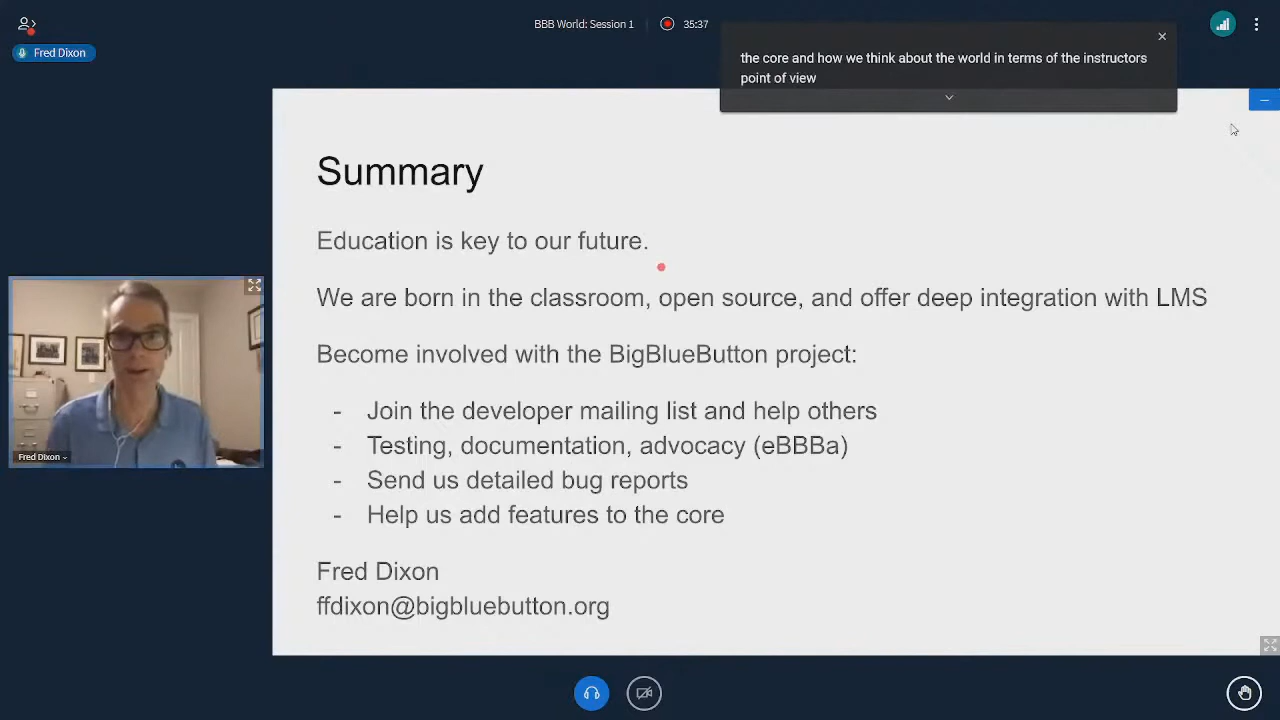 BBB World: Session 1
35:37
Fred Dixon
the core and how we think about the world in terms of the instructors
point of view
Summary
Education is key to our future.
We are born in the classroom, open source, and offer deep integration with LMS
Become involved with the BigBlueButton project:
- Join the developer mailing list and help others
- Testing, documentation, advocacy (eBBBa)
- Send us detailed bug reports
- Help us add features to the core
Fred Dixon
ffdixon@bigbluebutton.org
Fred Dixon